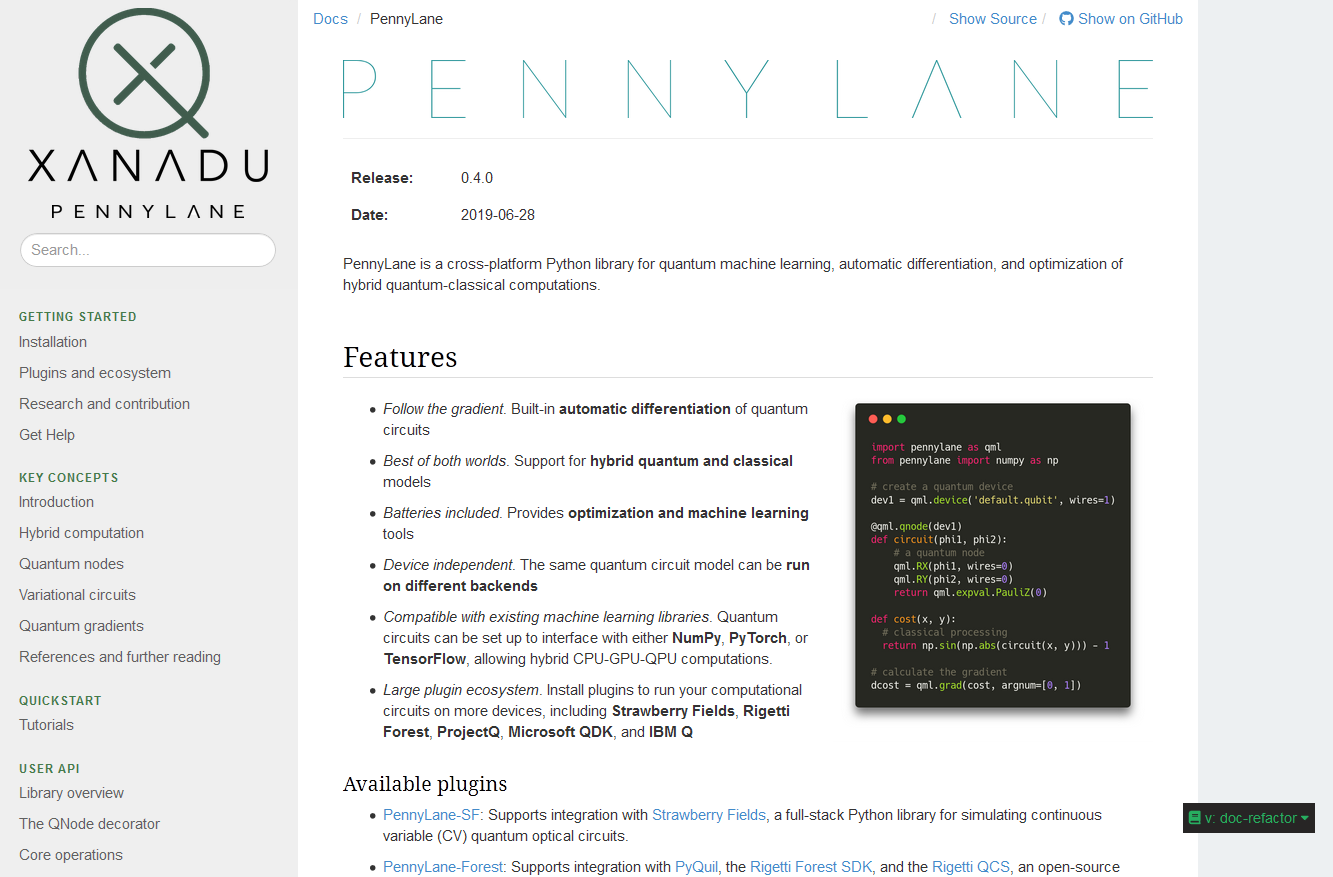 XANADU
PENNYLANE
Search...
GETTING STARTED
Installation
Plugins and ecosystem
Research and contribution
Get Help
KEY CONCEPTS
Introduction
Hybrid computation
Quantum nodes
Variational circuits
Quantum gradients
References and further reading
QUICKSTART
Tutorials
USER API
Library overview
The QNode decorator
Core operations
Docs / PennyLane
/ Show Source / Show on GitHub
PENNYLANE
Release: 0.4.0
Date: 2019-06-28
PennyLane is a cross-platform Python library for quantum machine learning, automatic differentiation, and optimization of
hybrid quantum-classical computations.
Features
• Follow the gradient. Built-in automatic differentiation of quantum
circuits
• Best of both worlds. Support for hybrid quantum and classical
models
• Batteries included. Provides optimization and machine learning
tools
• Device independent. The same quantum circuit model can be run
on different backends
• Compatible with existing machine learning libraries. Quantum
circuits can be set up to interface with either NumPy, PyTorch, or
TensorFlow, allowing hybrid CPU-GPU-QPU computations.
• Large plugin ecosystem. Install plugins to run your computational
circuits on more devices, including Strawberry Fields, Rigetti
Forest, ProjectQ, Microsoft QDK, and IBM Q
import pennylane as qml
from pennylane import numpy as np
# create a quantum device
dev1 = qml.device('default.qubit', wires=1)
@qml.qnode(dev1)
def circuit(phi1, phi2):
# a quantum node
qml.RX(phi1, wires=0)
qml.RY(phi2, wires=0)
return qml.expval.PauliZ(0)
def cost(x, y):
# classical processing
return np.sin(np.abs(circuit(x, y))) - 1
# calculate the gradient
dcost = qml.grad(cost, argnum=[0, 1])
Available plugins
• PennyLane-SF: Supports integration with Strawberry Fields, a full-stack Python library for simulating continuous
variable (CV) quantum optical circuits.
• PennyLane-Forest: Supports integration with PyQuil, the Rigetti Forest SDK, and the Rigetti QCS, an open-source
v: doc-refactor